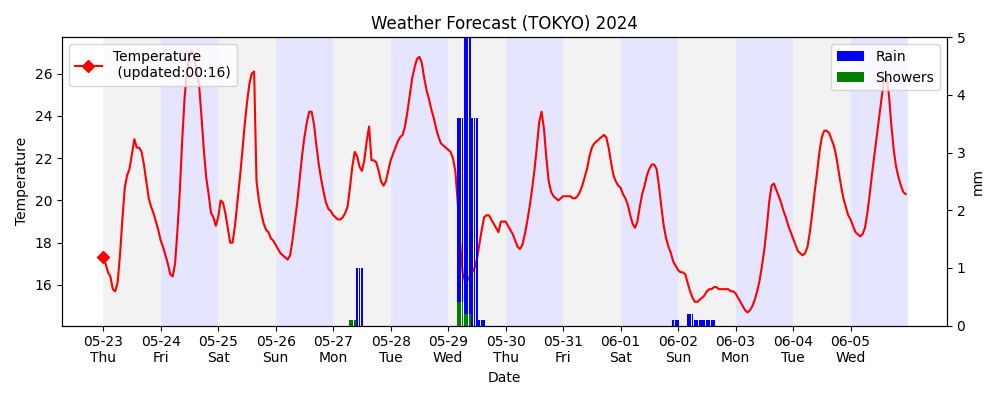 Weather Forecast (TOKYO) 2024
Temperature
(updated:00:16)
Rain
Showers
Temperature
26
24
22
20
18
16
5
4
3
2
1
0
mm
05-23 05-24 05-25 05-26 05-27 05-28 05-29 05-30 05-31 06-01 06-02 06-03 06-04 06-05
Thu Fri Sat Sun Mon Tue Wed Thu Fri Sat Sun Mon Tue Wed
Date